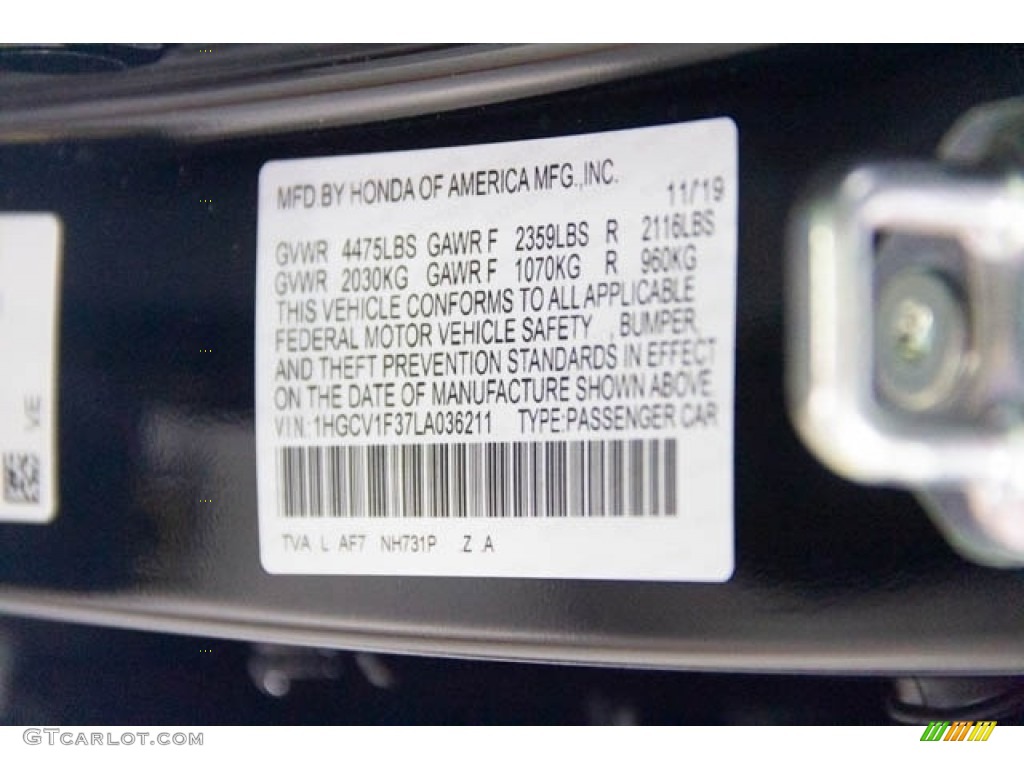 MFD.BY HONDA OF AMERICA MFG.,INC.
11/19
GVWR 4475LBS GAWR F 2359LBS R 2116LBS
GVWR 2030KG GAWR F 1070KG R 960KG
THIS VEHICLE CONFORMS TO ALL APPLICABLE
FEDERAL MOTOR VEHICLE SAFETY , BUMPER,
AND THEFT PREVENTION STANDARDS IN EFFECT
ON THE DATE OF MANUFACTURE SHOWN ABOVE.
VIN:1HGCV1F37LA036211 TYPE:PASSENGER CAR
TVA L AF7 NH731P .Z .A
VE
GTCarLot.com